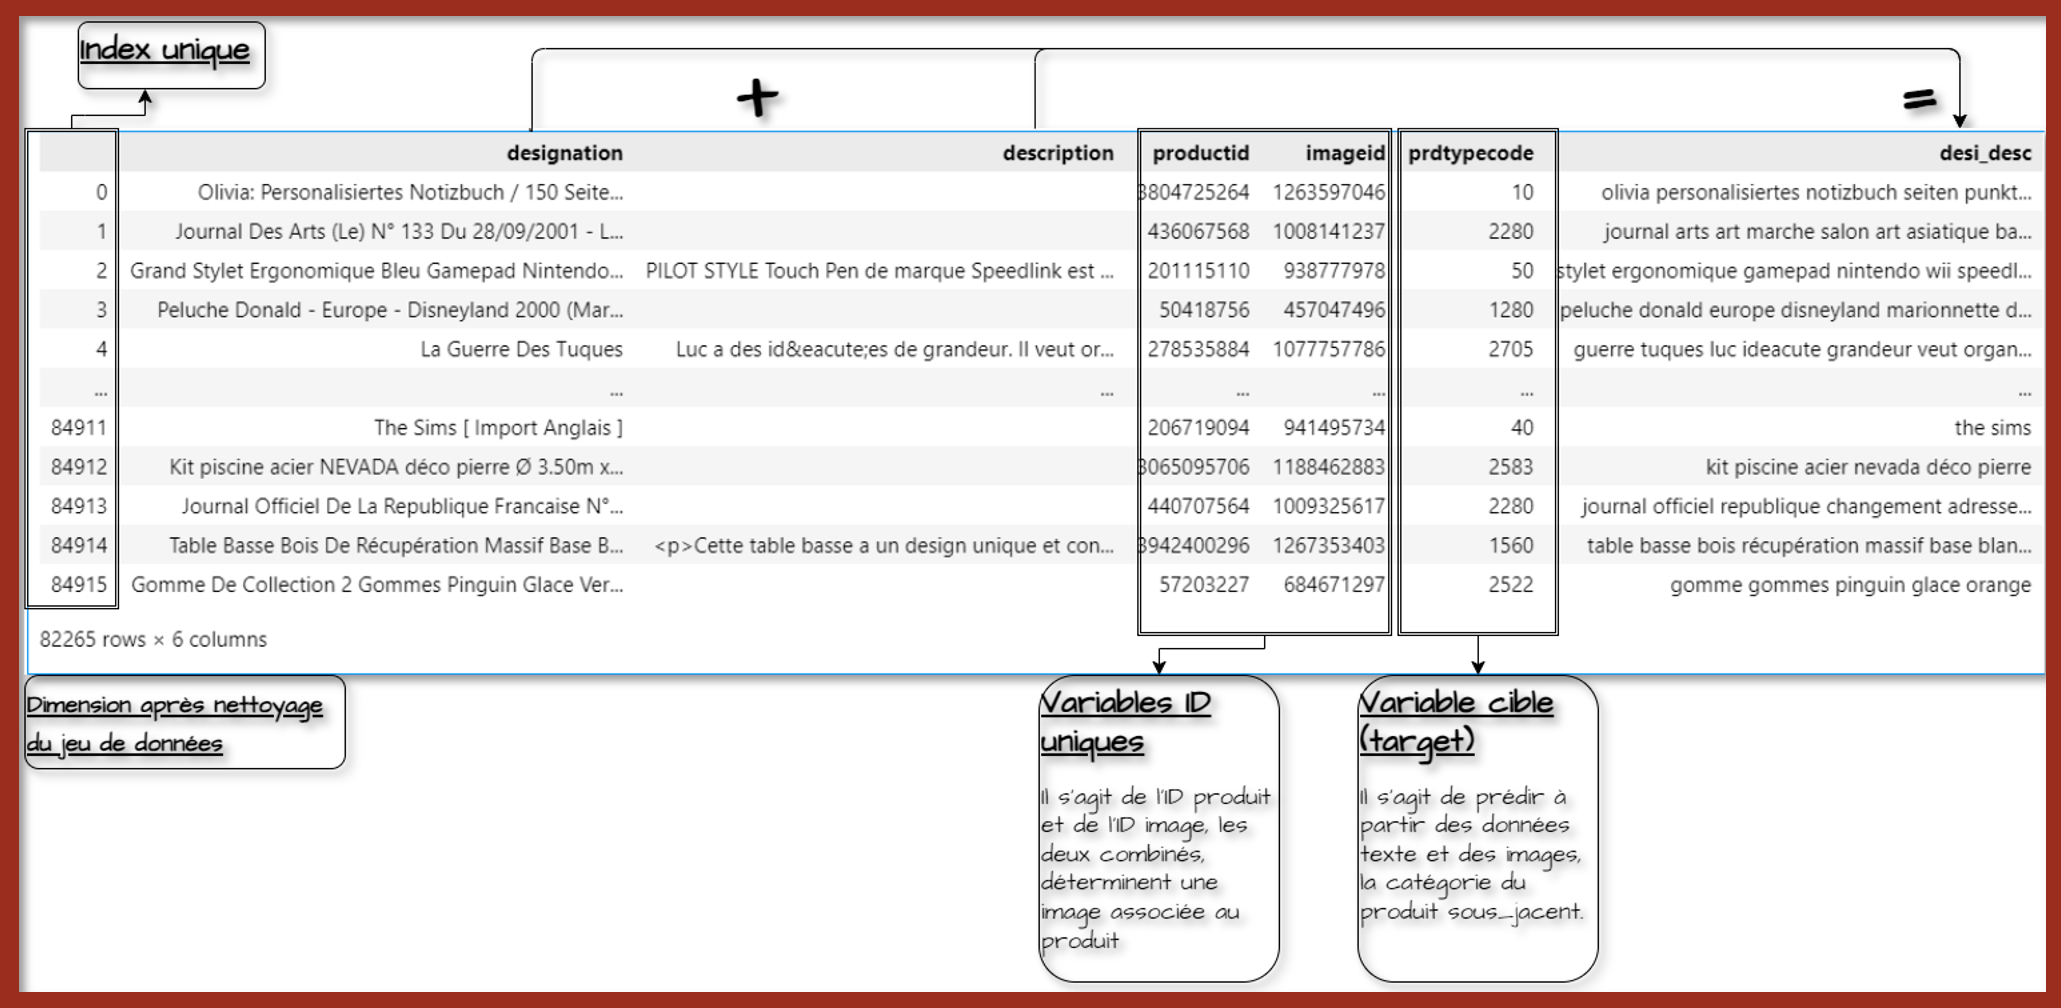 Index unique
+
=
designation description productid imageid prdtypecode desi_desc
0 Olivia: Personalisiertes Notizbuch / 150 Seite... 3804725264 1263597046 10 olivia personalisiertes notizbuch seiten punkt...
1 Journal Des Arts (Le) N° 133 Du 28/09/2001 - L... 436067568 1008141237 2280 journal arts art marche salon art asiatique ba...
2 Grand Stylet Ergonomique Bleu Gamepad Nintendo... PILOT STYLE Touch Pen de marque Speedlink est ... 201115110 938777978 50 stylet ergonomique gamepad nintendo wii speedl...
3 Peluche Donald - Europe - Disneyland 2000 (Mar... 50418756 457047496 1280 peluche donald europe disneyland marionnette d...
4 La Guerre Des Tuques Luc a des id&eacute;es de grandeur. Il veut or... 278535884 1077757786 2705 guerre tuques luc ideacute grandeur veut organ...
... ... ... ... ... ... ...
84911 The Sims [ Import Anglais ] 206719094 941495734 40 the sims
84912 Kit piscine acier NEVADA déco pierre Ø 3.50m x... 3065095706 1188462883 2583 kit piscine acier nevada déco pierre
84913 Journal Officiel De La Republique Francaise N°... 440707564 1009325617 2280 journal officiel republique changement adresse...
84914 Table Basse Bois De Récupération Massif Base B... <p>Cette table basse a un design unique et con... 3942400296 1267353403 1560 table basse bois récupération massif base blan...
84915 Gomme De Collection 2 Gommes Pinguin Glace Ver... 57203227 684671297 2522 gomme gommes pinguin glace orange
82265 rows × 6 columns
Dimension après nettoyage
du jeu de données
Variables ID
uniques
Il s'agit de l'ID produit
et de l'ID image, les
deux combinés,
déterminent une
image associée au
produit
Variable cible
(target)
Il s'agit de prédir à
partir des données
texte et des images,
la catégorie du
produit sous_jacent.